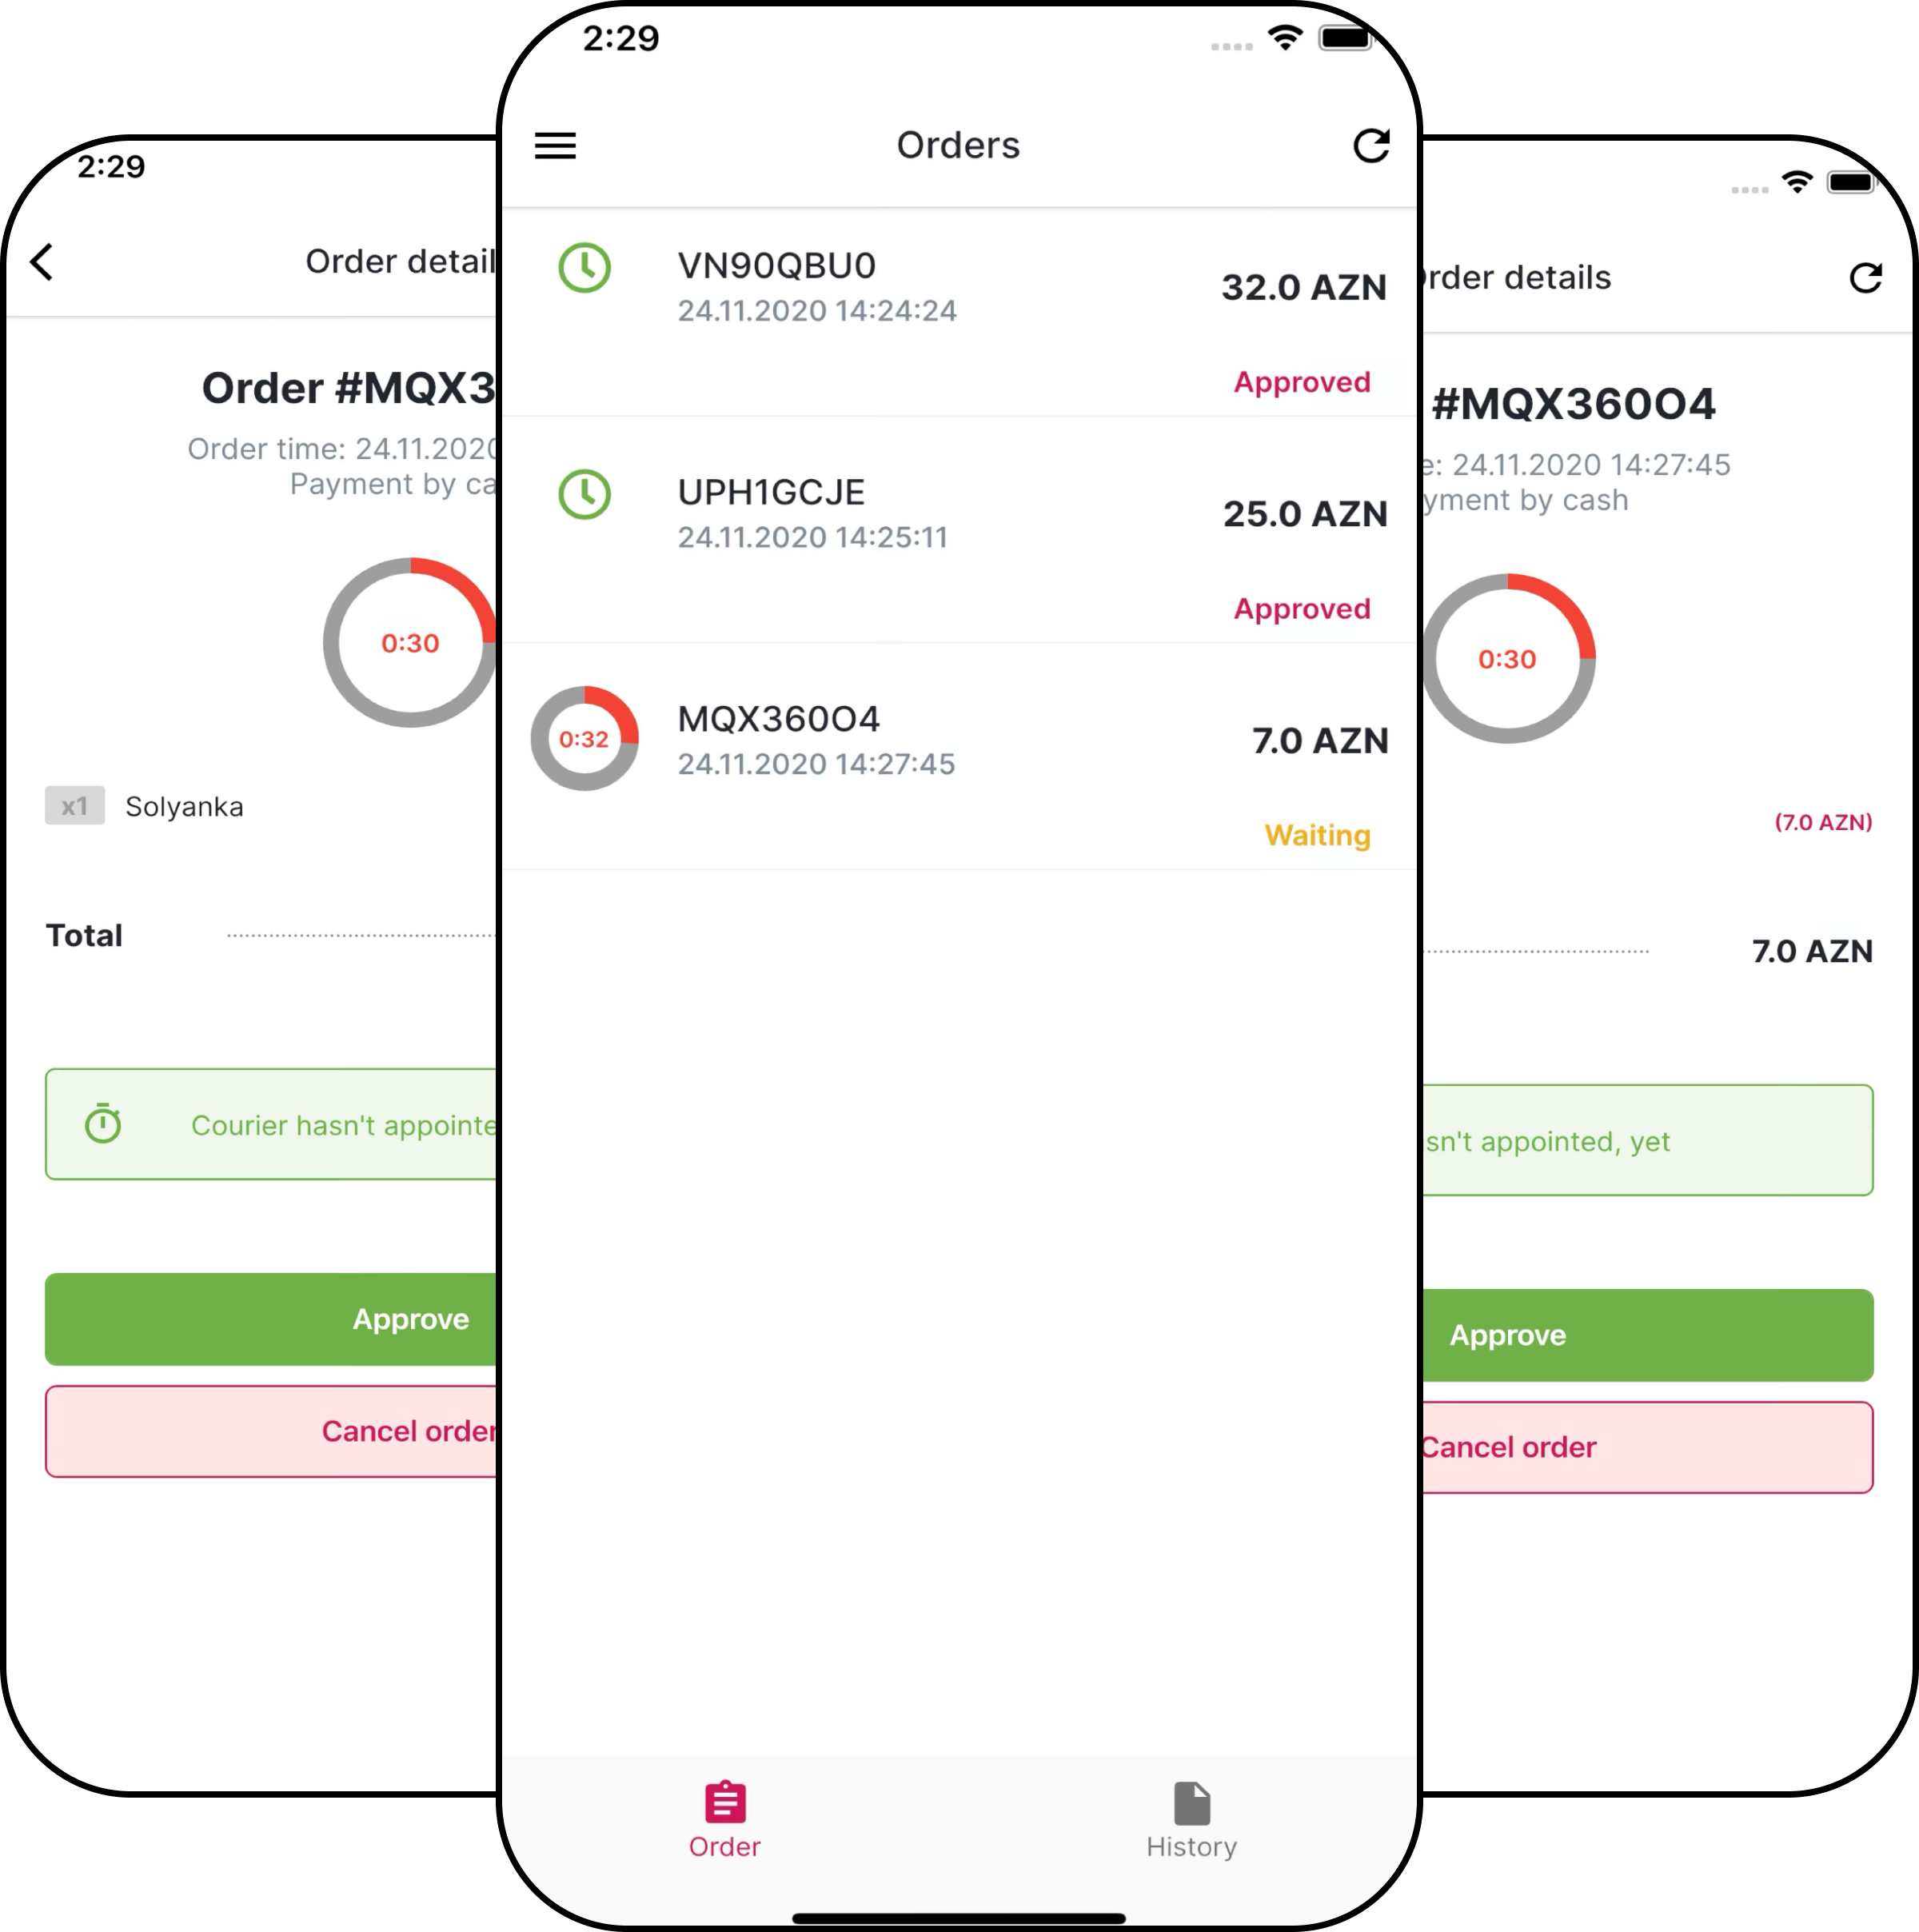 2:29
Order detail
Order #MQX3
Order time: 24.11.2020
Payment by ca
0:30
x1 Solyanka
Total
Courier hasn't appointe
Approve
Cancel order
2:29
Orders
VN90QBU0
24.11.2020 14:24:24
32.0 AZN
Approved
UPH1GCJE
24.11.2020 14:25:11
25.0 AZN
Approved
0:32
MQX360O4
24.11.2020 14:27:45
7.0 AZN
Waiting
Order
History
rder details
#MQX360O4
e: 24.11.2020 14:27:45
yment by cash
0:30
(7.0 AZN)
7.0 AZN
sn't appointed, yet
Approve
Cancel order